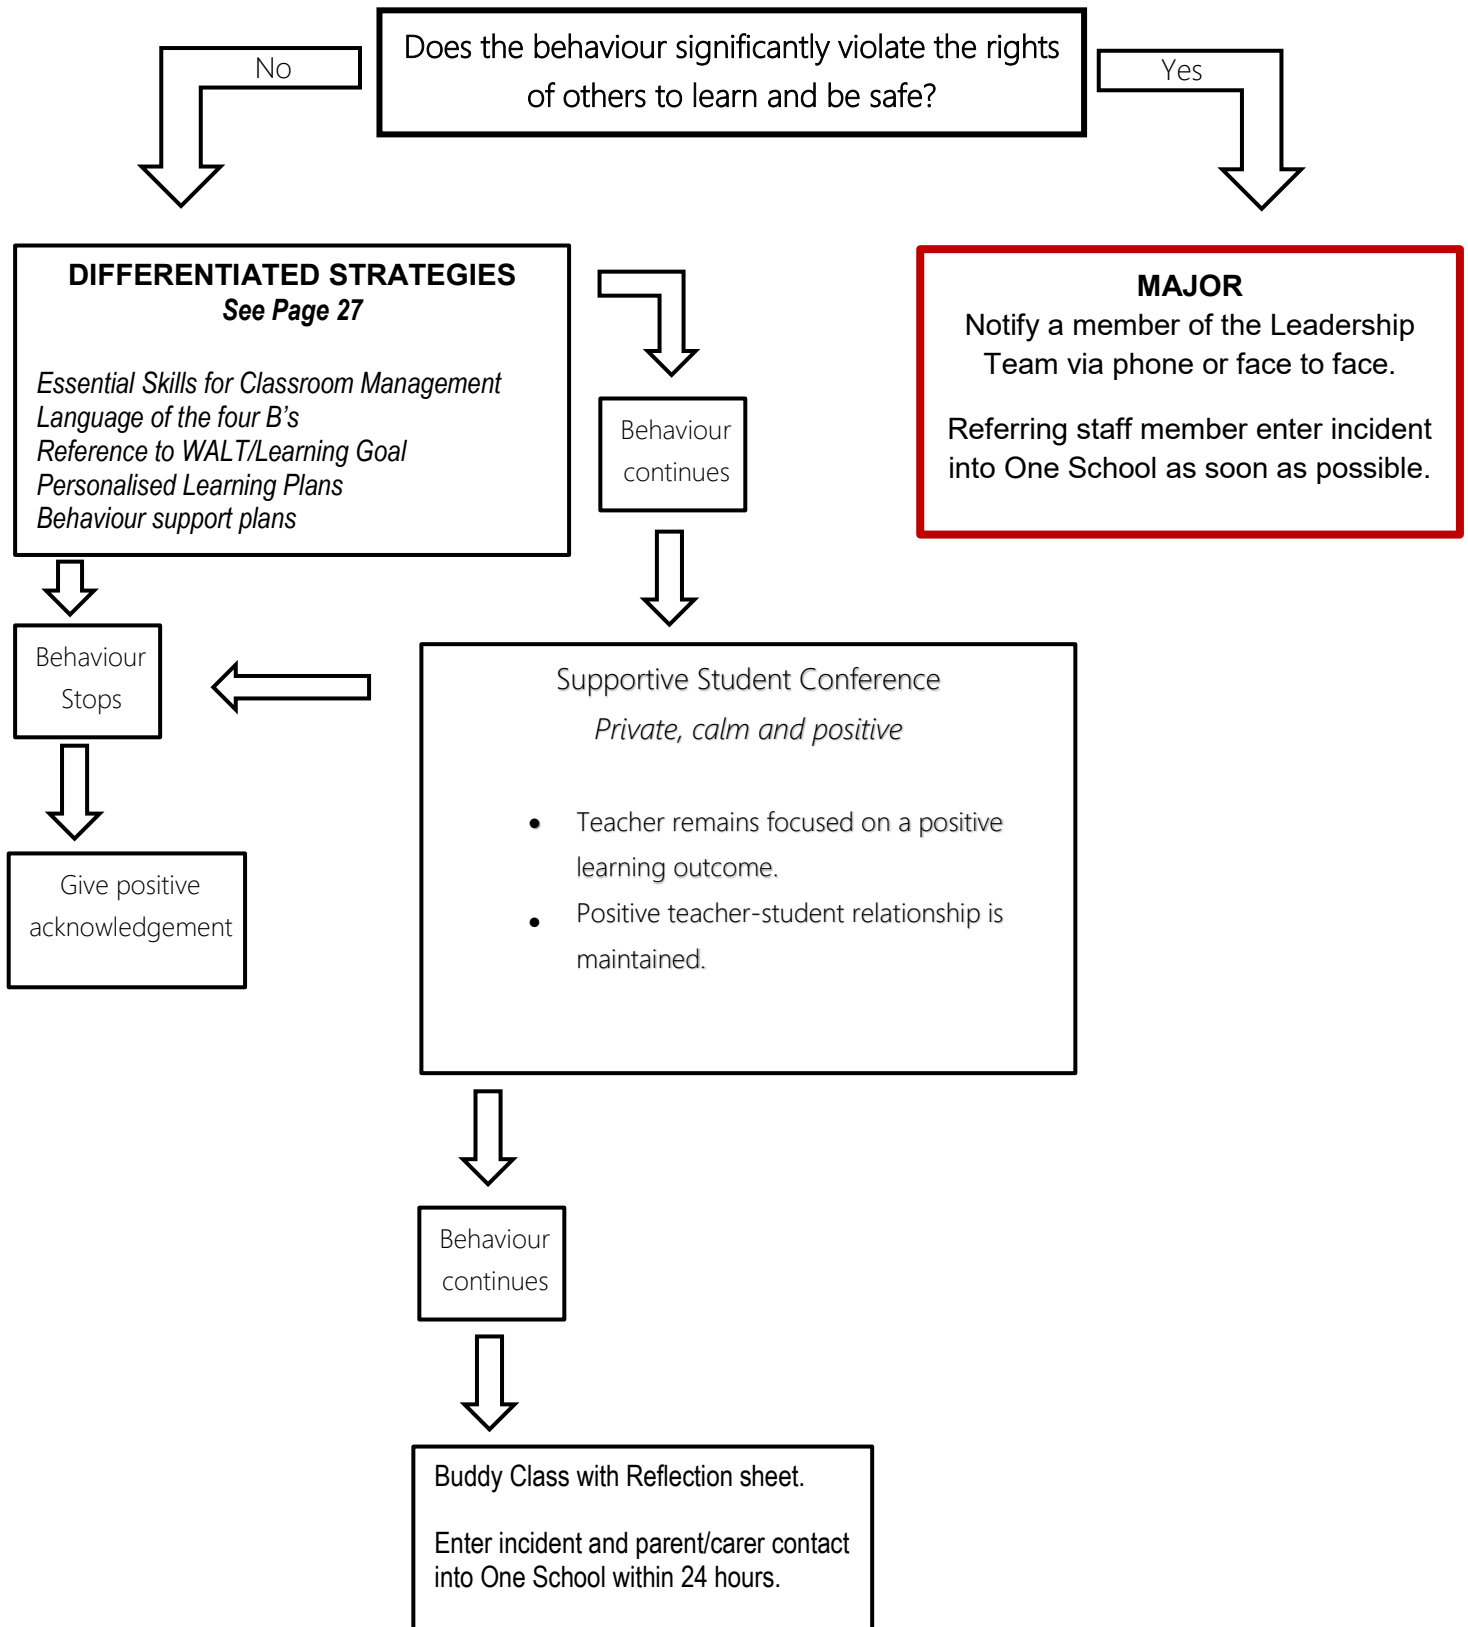 Does the behaviour significantly violate the rights
of others to learn and be safe?
No
Yes
DIFFERENTIATED STRATEGIES
See Page 27
Essential Skills for Classroom Management
Language of the four B's
Reference to WALT/Learning Goal
Personalised Learning Plans
Behaviour support plans
MAJOR
Notify a member of the Leadership
Team via phone or face to face.
Referring staff member enter incident
into One School as soon as possible.
Behaviour
continues
Behaviour
Stops
Supportive Student Conference
Private, calm and positive
• Teacher remains focused on a positive
learning outcome.
• Positive teacher-student relationship is
maintained.
Give positive
acknowledgement
Behaviour
continues
Buddy Class with Reflection sheet.
Enter incident and parent/carer contact
into One School within 24 hours.